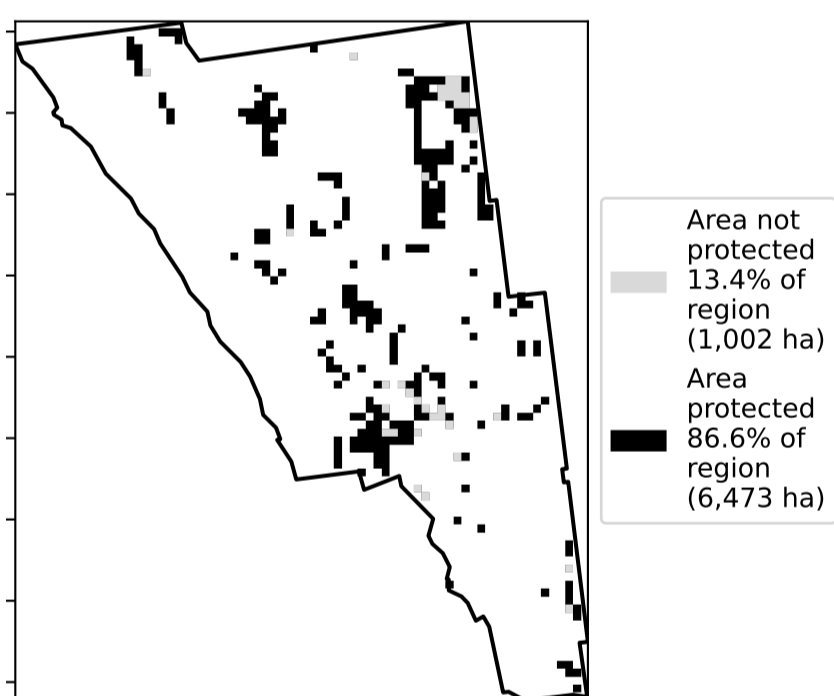 Area not
protected
13.4% of
region
(1,002 ha)
Area
protected
86.6% of
region
(6,473 ha)